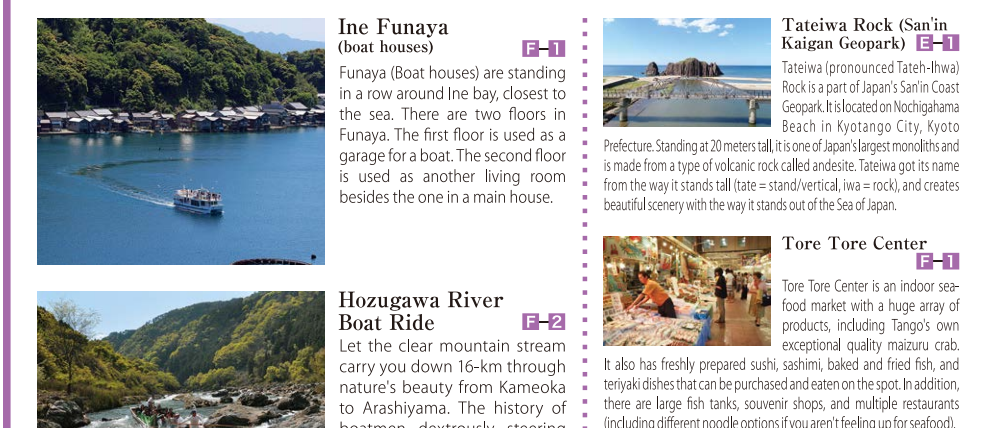 Ine Funaya
(boat houses)
F-1
Funaya (Boat houses) are standing
in a row around Ine bay, closest to
the sea. There are two floors in
Funaya. The first floor is used as a
garage for a boat. The second floor
is used as another living room
besides the one in a main house.
Hozugawa River
Boat Ride
F-2
Let the clear mountain stream
carry you down 16-km through
nature's beauty from Kameoka
to Arashiyama. The history of
boatmen dextrously steering
Tateiwa Rock (San'in
Kaigan Geopark) E-1
Tateiwa (pronounced Tateh-Ihwa)
Rock is a part of Japan's San'in Coast
Geopark. It is located on Nochigahama
Beach in Kyotango City, Kyoto
Prefecture. Standing at 20 meters tall, it is one of Japan's largest monoliths and
is made from a type of volcanic rock called andesite. Tateiwa got its name
from the way it stands tall (tate = stand/vertical, iwa = rock), and creates
beautiful scenery with the way it stands out of the Sea of Japan.
Tore Tore Center
F-1
Tore Tore Center is an indoor sea-
food market with a huge array of
products, including Tango's own
exceptional quality maizuru crab.
It also has freshly prepared sushi, sashimi, baked and fried fish, and
teriyaki dishes that can be purchased and eaten on the spot. In addition,
there are large fish tanks, souvenir shops, and multiple restaurants
(including different noodle options if you aren't feeling up for seafood).